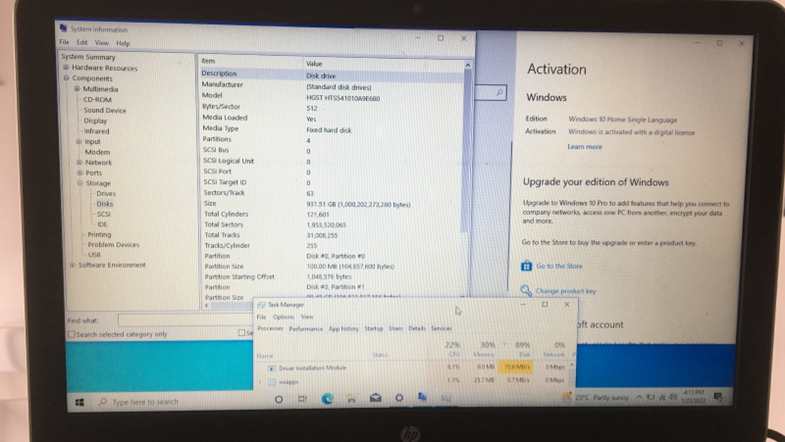 System Information
File Edit View Help
System Summary
Hardware Resources
Components
Multimedia
CD-ROM
Sound Device
Display
Infrared
Input
Modem
Network
Ports
Storage
Drives
Disks
SCSI
IDE
Printing
Problem Devices
USB
Software Environment
Item Value
Description Disk drive
Manufacturer (Standard disk drives)
Model HGST HTS541010A9E680
Bytes/Sector 512
Media Loaded Yes
Media Type Fixed hard disk
Partitions 4
SCSI Bus 0
SCSI Logical Unit 0
SCSI Port 0
SCSI Target ID 0
Sectors/Track 63
Size 931.51 GB (1,000,202,273,280 bytes)
Total Cylinders 121,601
Total Sectors 1,953,520,065
Total Tracks 31,008,255
Tracks/Cylinder 255
Partition Disk #0, Partition #0
Partition Size 100.00 MB (104,857,600 bytes)
Partition Starting Offset 1,048,576 bytes
Partition Disk #0, Partition #1
Partition Size
Find what:
Search selected category only
Activation
Windows
Edition Windows 10 Home Single Language
Activation Windows is activated with a digital license
Learn more
Upgrade your edition of Windows
Upgrade to Windows 10 Pro to add features that help you connect to
company networks, access one PC from another, encrypt your data
and more.
Go to the Store to buy the upgrade or enter a product key.
Go to the Store
Change product key
oft account
Task Manager
File Options View
Processes Performance App history Startup Users Details Services
22% 30% 89% 0%
Name Status CPU Memory Disk Network
Driver Installation Module 6.1% 9.0 MB 15.6 MB/s 0 Mbps
wsappx 1.1% 25.7 MB 0.7 MB/s 0 Mbps
Type here to search
23°C Partly sunny
4:11 PM
hp